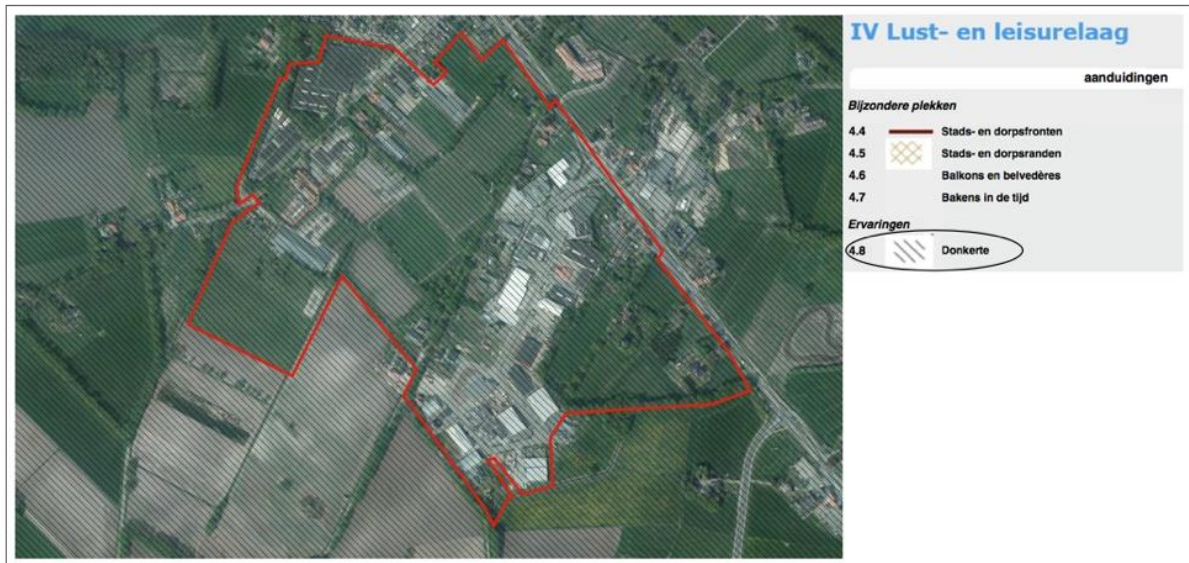 IV Lust- en leisurelaag
aanduidingen
Bijzondere plekken
4.4 Stads- en dorpsfronten
4.5 Stads- en dorpsranden
4.6 Balkons en belvedères
4.7 Bakens in de tijd
Ervaringen
4.8 Donkerte